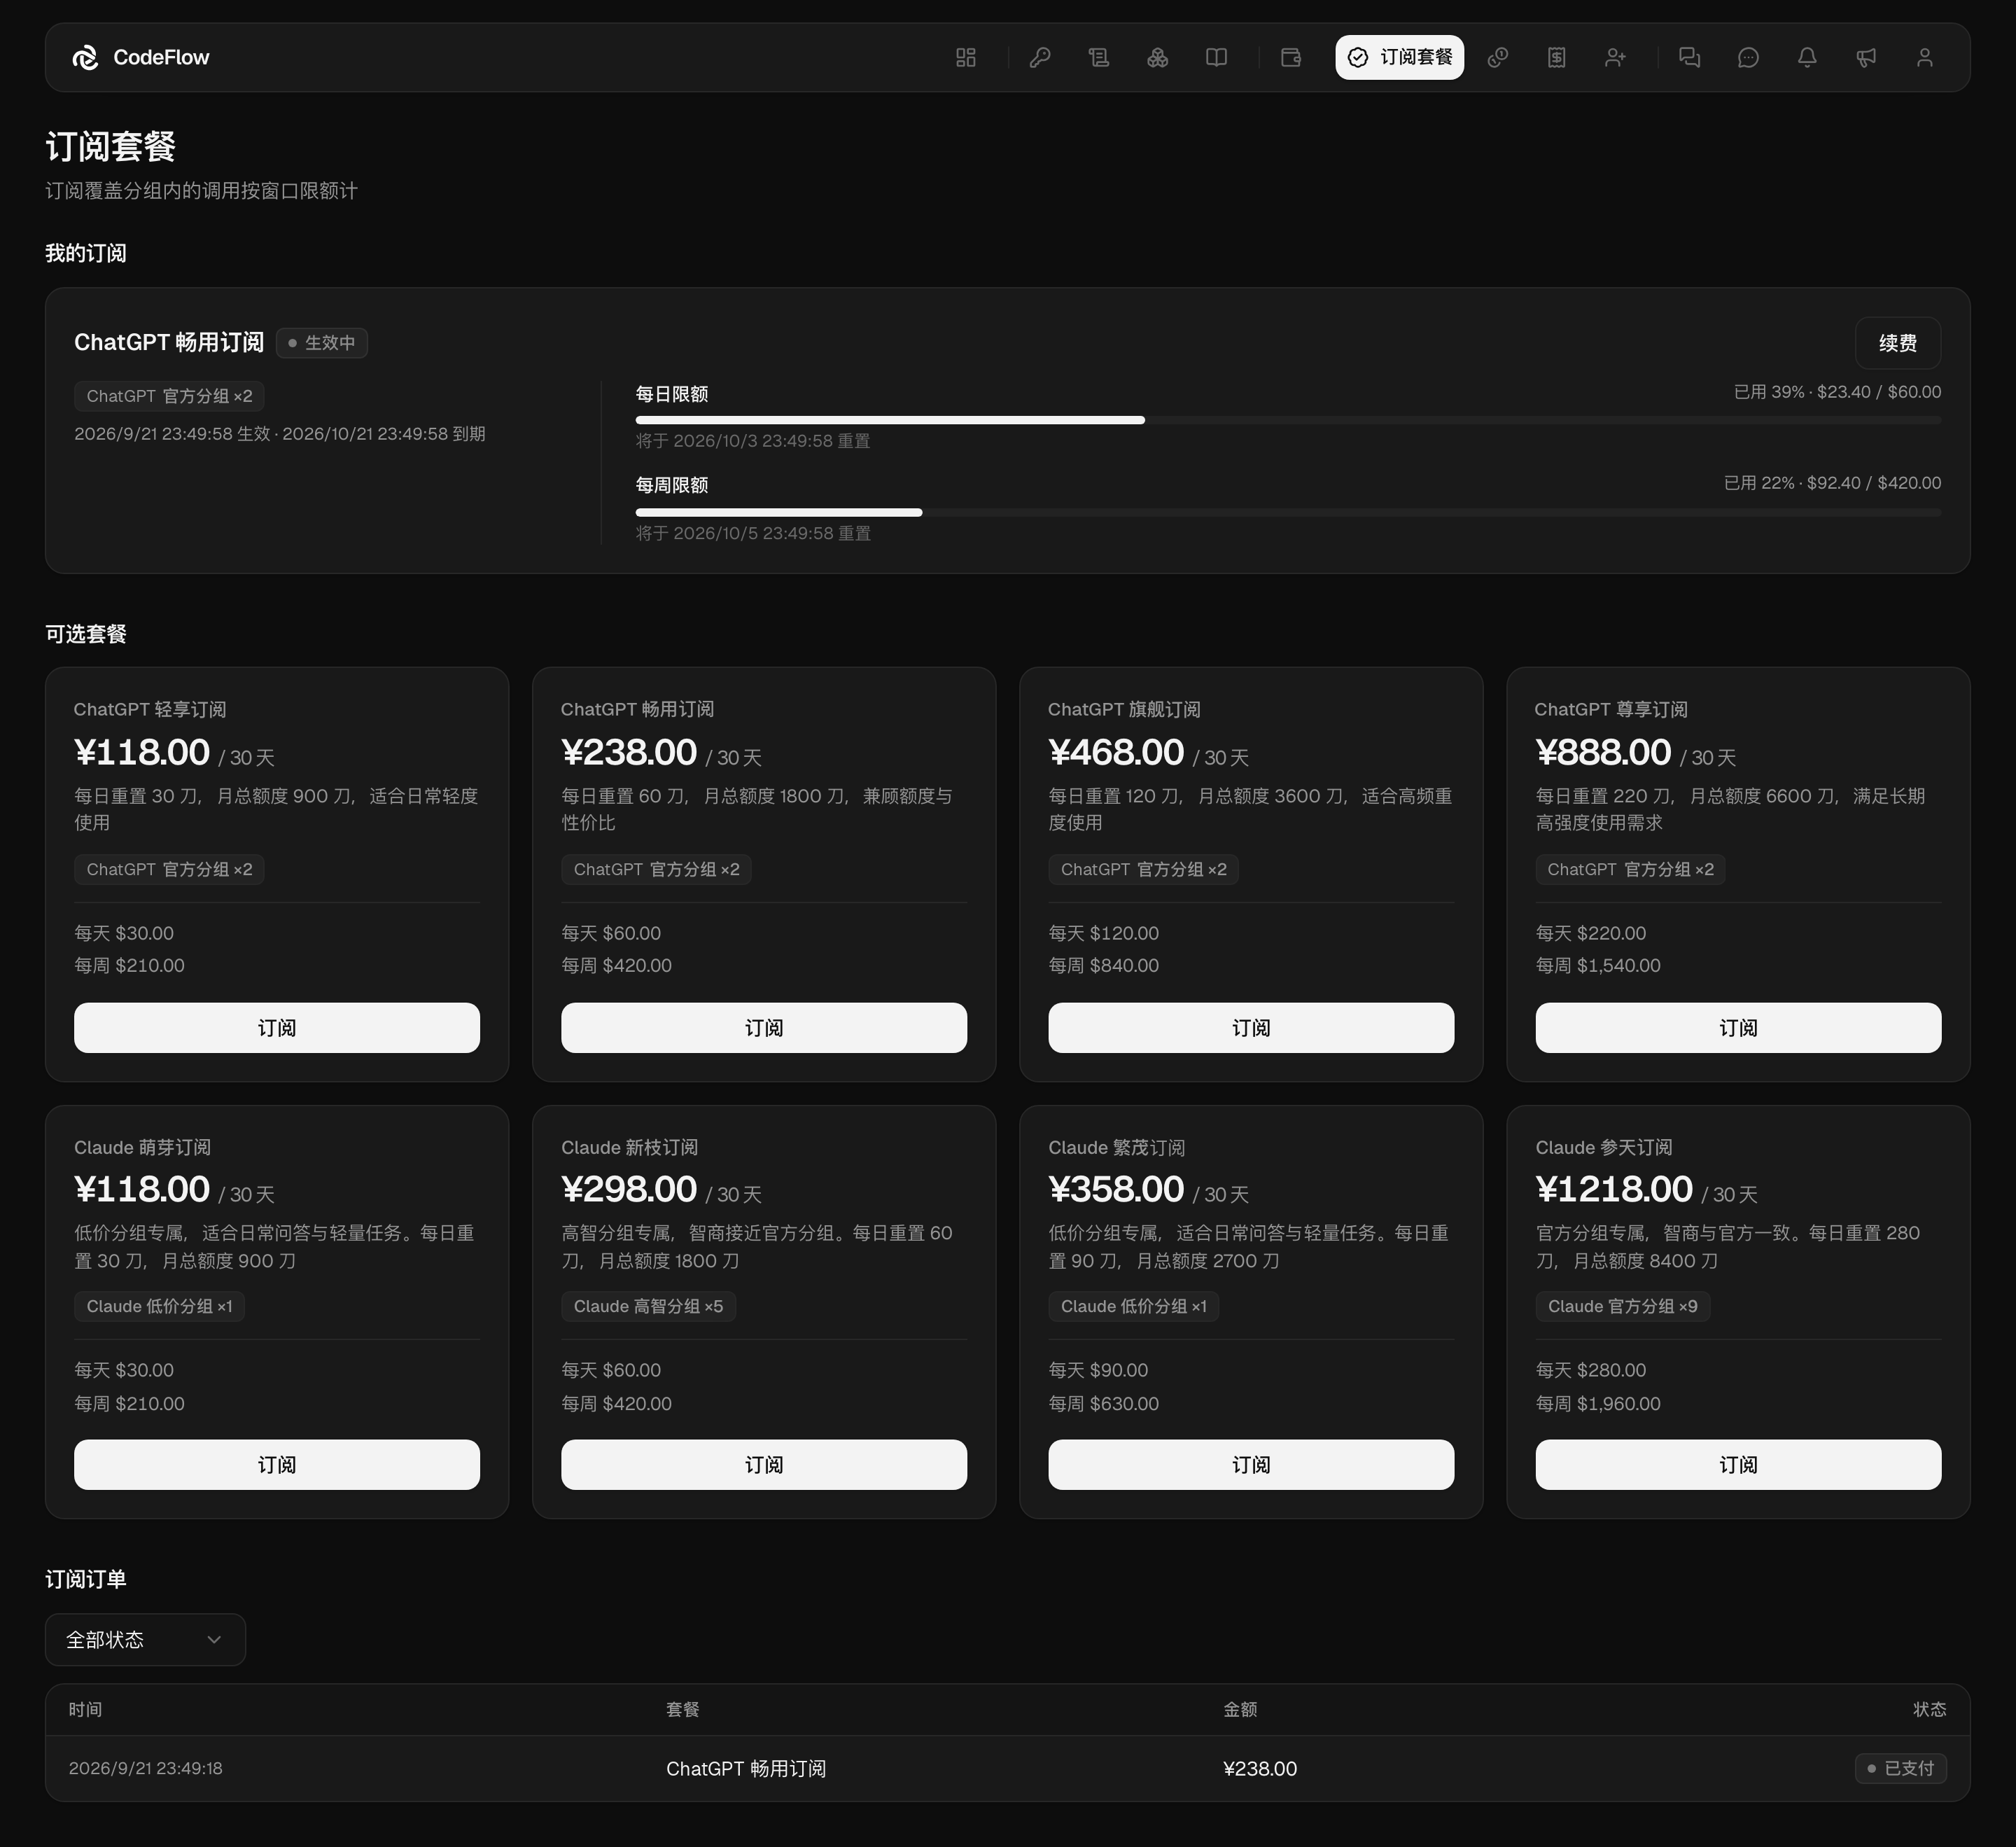 CodeFlow
订阅套餐
订阅套餐
订阅覆盖分组内的调用按窗口限额计
我的订阅
ChatGPT 畅用订阅
生效中
续费
ChatGPT 官方分组 ×2
2026/9/21 23:49:58 生效 · 2026/10/21 23:49:58 到期
每日限额
已用 39% · $23.40 / $60.00
将于 2026/10/3 23:49:58 重置
每周限额
已用 22% · $92.40 / $420.00
将于 2026/10/5 23:49:58 重置
可选套餐
ChatGPT 轻享订阅
¥118.00 / 30 天
每日重置 30 刀，月总额度 900 刀，适合日常轻度
使用
ChatGPT 官方分组 ×2
每天 $30.00
每周 $210.00
订阅
ChatGPT 畅用订阅
¥238.00 / 30 天
每日重置 60 刀，月总额度 1800 刀，兼顾额度与
性价比
ChatGPT 官方分组 ×2
每天 $60.00
每周 $420.00
订阅
ChatGPT 旗舰订阅
¥468.00 / 30 天
每日重置 120 刀，月总额度 3600 刀，适合高频重
度使用
ChatGPT 官方分组 ×2
每天 $120.00
每周 $840.00
订阅
ChatGPT 尊享订阅
¥888.00 / 30 天
每日重置 220 刀，月总额度 6600 刀，满足长期
高强度使用需求
ChatGPT 官方分组 ×2
每天 $220.00
每周 $1,540.00
订阅
Claude 萌芽订阅
¥118.00 / 30 天
低价分组专属，适合日常问答与轻量任务。每日重
置 30 刀，月总额度 900 刀
Claude 低价分组 ×1
每天 $30.00
每周 $210.00
订阅
Claude 新枝订阅
¥298.00 / 30 天
高智分组专属，智商接近官方分组。每日重置 60
刀，月总额度 1800 刀
Claude 高智分组 ×5
每天 $60.00
每周 $420.00
订阅
Claude 繁茂订阅
¥358.00 / 30 天
低价分组专属，适合日常问答与轻量任务。每日重
置 90 刀，月总额度 2700 刀
Claude 低价分组 ×1
每天 $90.00
每周 $630.00
订阅
Claude 参天订阅
¥1218.00 / 30 天
官方分组专属，智商与官方一致。每日重置 280
刀，月总额度 8400 刀
Claude 官方分组 ×9
每天 $280.00
每周 $1,960.00
订阅
订阅订单
全部状态
时间 套餐 金额 状态
2026/9/21 23:49:18 ChatGPT 畅用订阅 ¥238.00 已支付